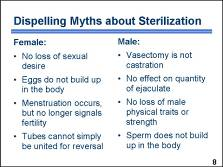 Dispelling Myths about Sterilization
Female:
• No loss of sexual
desire
• Eggs do not build up
in the body
• Menstruation occurs,
but no longer signals
fertility
• Tubes cannot simply
be united for reversal
Male:
• Vasectomy is not
castration
• No effect on quantity
of ejaculate
• No loss of male
physical traits or
strength
• Sperm does not build
up in the body
8